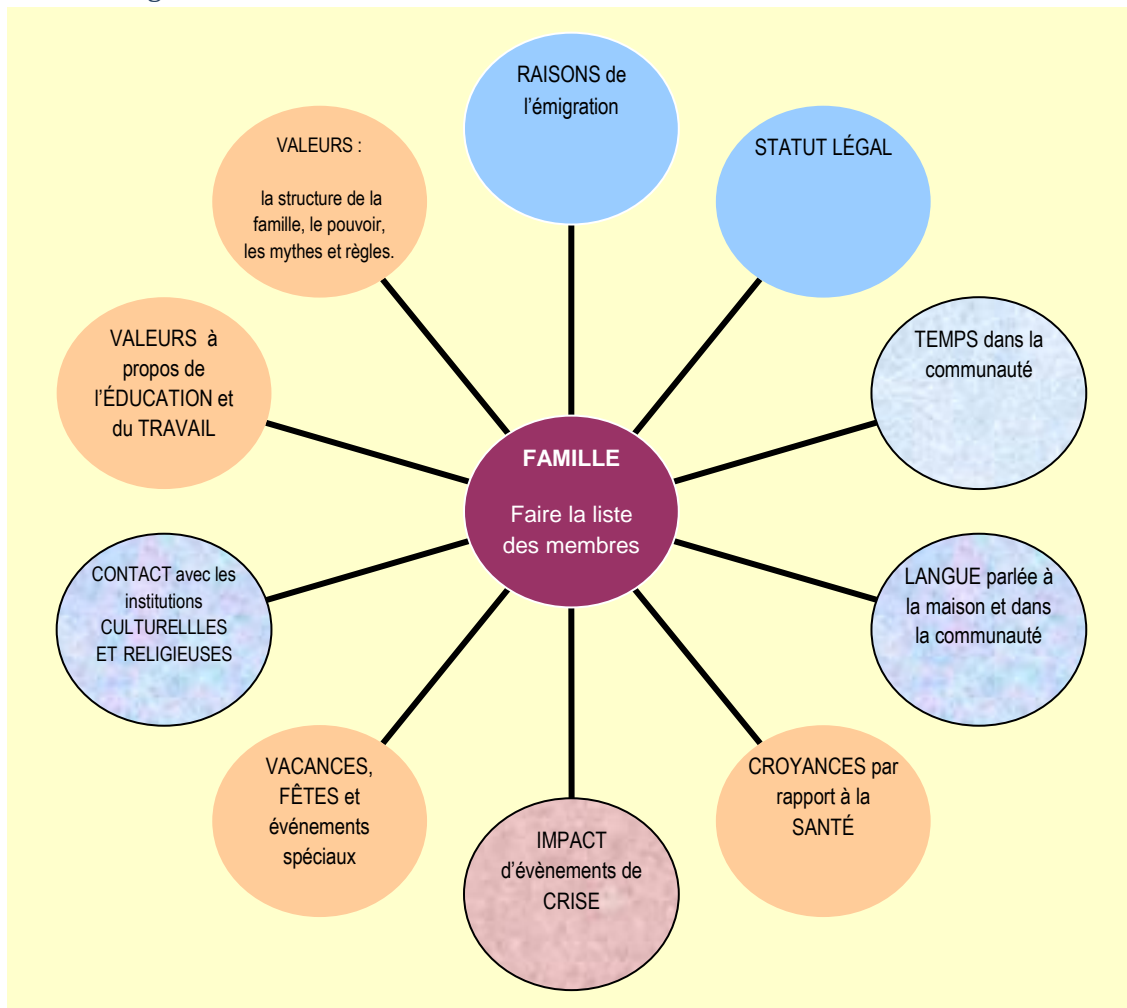 RAISONS de
l'émigration
STATUT LÉGAL
TEMPS dans la
communauté
LANGUE parlée à
la maison et dans
la communauté
CROYANCES par
rapport à la
SANTÉ
IMPACT
d'évènements de
CRISE
VACANCES,
FÊTES et
événements
spéciaux
CONTACT avec les
institutions
CULTURELLLES
ET RELIGIEUSES
VALEURS à
propos de
l'ÉDUCATION et
du TRAVAIL
VALEURS :
la structure de la
famille, le pouvoir,
les mythes et règles.
FAMILLE
Faire la liste
des membres